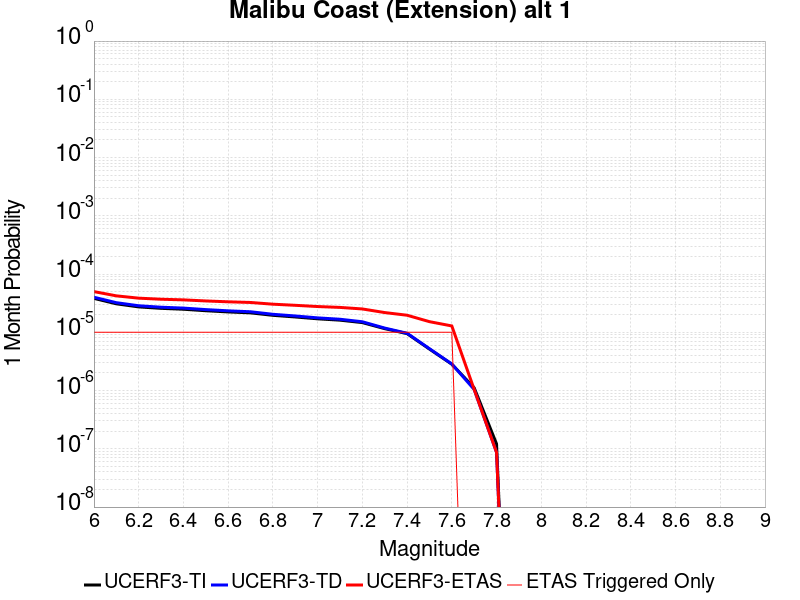 Malibu Coast (Extension) alt 1
10^0
10^-1
10^-2
10^-3
10^-4
10^-5
10^-6
10^-7
10^-8
1 Month Probability
6 6.2 6.4 6.6 6.8 7 7.2 7.4 7.6 7.8 8 8.2 8.4 8.6 8.8 9
Magnitude
UCERF3-TI UCERF3-TD UCERF3-ETAS ETAS Triggered Only